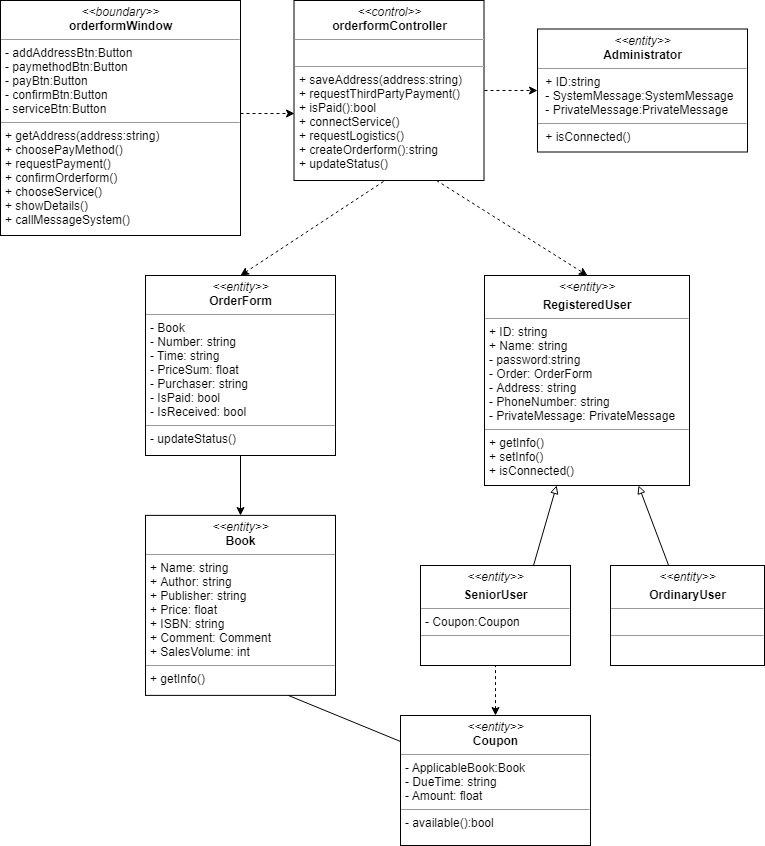 <<boundary>>
orderformWindow
- addAddressBtn:Button
- paymethodBtn:Button
- payBtn:Button
- confirmBtn:Button
- serviceBtn:Button
+ getAddress(address:string)
+ choosePayMethod()
+ requestPayment()
+ confirmOrderform()
+ chooseService()
+ showDetails()
+ callMessageSystem()
<<control>>
orderformController
+ saveAddress(address:string)
+ requestThirdPartyPayment()
+ isPaid():bool
+ connectService()
+ requestLogistics()
+ createOrderform():string
+ updateStatus()
<<entity>>
Administrator
+ ID:string
- SystemMessage:SystemMessage
- PrivateMessage:PrivateMessage
+ isConnected()
<<entity>>
OrderForm
- Book
- Number: string
- Time: string
- PriceSum: float
- Purchaser: string
- IsPaid: bool
- IsReceived: bool
- updateStatus()
<<entity>>
RegisteredUser
+ ID: string
+ Name: string
- password:string
- Order: OrderForm
- Address: string
- PhoneNumber: string
- PrivateMessage: PrivateMessage
+ getInfo()
+ setInfo()
+ isConnected()
<<entity>>
Book
+ Name: string
+ Author: string
+ Publisher: string
+ Price: float
+ ISBN: string
+ Comment: Comment
+ SalesVolume: int
+ getInfo()
<<entity>>
SeniorUser
- Coupon:Coupon
<<entity>>
OrdinaryUser
<<entity>>
Coupon
- ApplicableBook:Book
- DueTime: string
- Amount: float
- available():bool